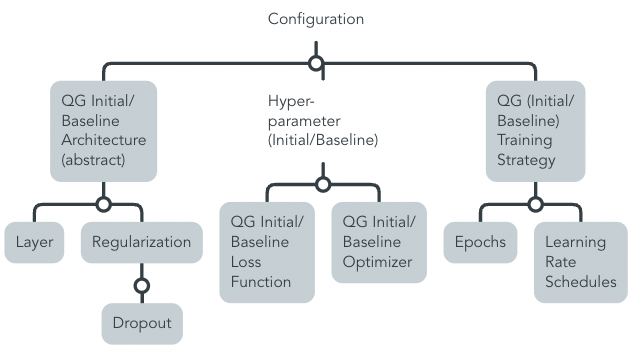 Configuration
QG Initial/
Baseline
Architecture
(abstract)
Hyper-
parameter
(Initial/Baseline)
QG (Initial/
Baseline)
Training
Strategy
Layer
Regularization
QG Initial/
Baseline
Loss
Function
QG Initial/
Baseline
Optimizer
Epochs
Learning
Rate
Schedules
Dropout